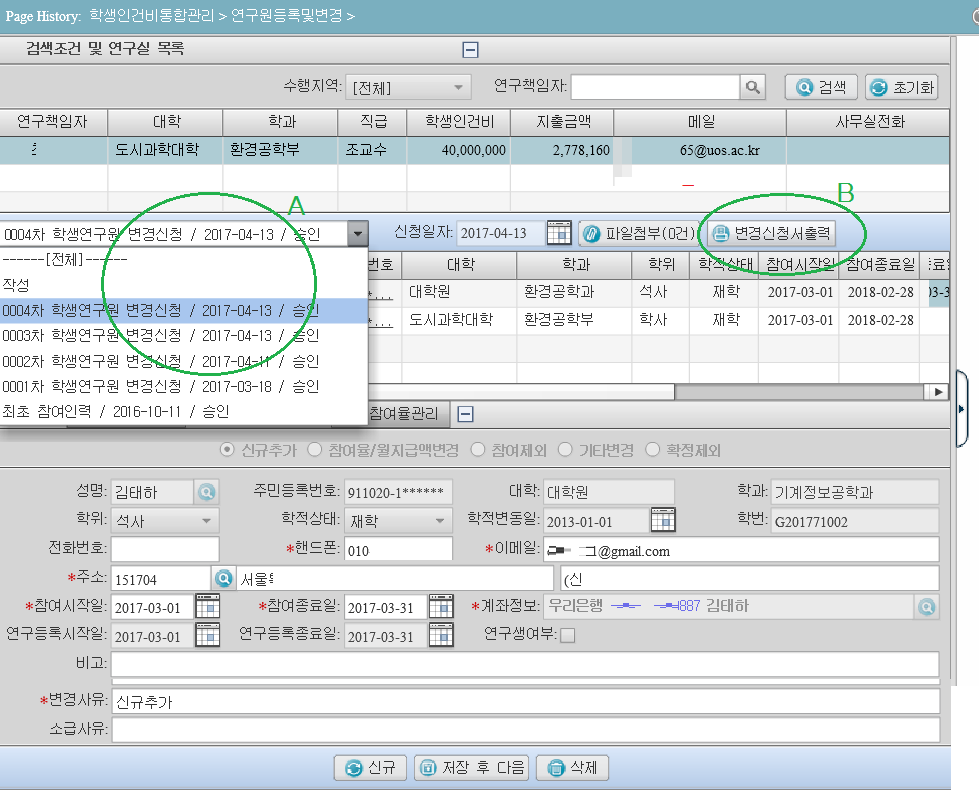 Page History: 학생인건비통합관리 > 연구원등록및변경 >
검색조건 및 연구실 목록
수행지역: [전체] 연구책임자: 검색 초기화
연구책임자 대학 학과 직급 학생인건비 지출금액 메일 사무실전화
도시과학대학 환경공학부 조교수 40,000,000 2,778,160 65@uos.ac.kr
A
B
0004차 학생연구원 변경신청 / 2017-04-13 / 승인 신청일자: 2017-04-13 파일첨부(0건) 변경신청서출력
------[전체]------
작성
0004차 학생연구원 변경신청 / 2017-04-13 / 승인
0003차 학생연구원 변경신청 / 2017-04-13 / 승인
0002차 학생연구원 변경신청 / 2017-04-11 / 승인
0001차 학생연구원 변경신청 / 2017-03-18 / 승인
최초 참여인력 / 2016-10-11 / 승인
번호 대학 학과 학위 학적상태 참여시작일 참여종료일
*... 대학원 환경공학과 석사 재학 2017-03-01 2018-02-28
*... 도시과학대학 환경공학부 학사 재학 2017-03-01 2018-02-28
참여율관리
신규추가 참여율/월지급액변경 참여제외 기타변경 확정제외
성명: 김태하 주민등록번호: 911020-1****** 대학: 대학원 학과: 기계정보공학과
학위: 석사 학적상태: 재학 학적변동일: 2013-01-01 학번: G201771002
전화번호: *핸드폰: 010 *이메일: @gmail.com
*주소: 151704 서울 (신
*참여시작일: 2017-03-01 *참여종료일: 2017-03-31 *계좌정보: 우리은행 887 김태하
연구등록시작일: 2017-03-01 연구등록종료일: 2017-03-31 연구생여부:
비고:
*변경사유: 신규추가
소급사유:
신규 저장 후 다음 삭제